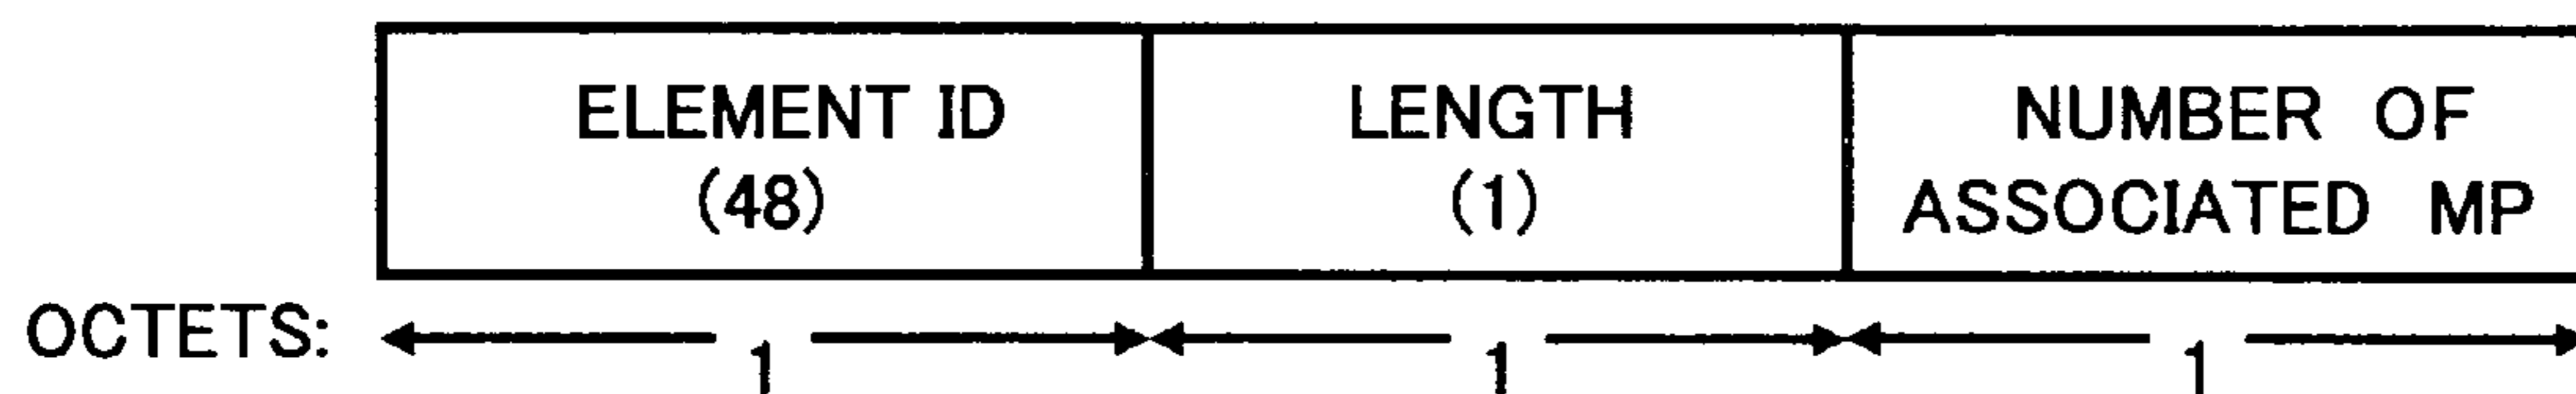 ELEMENT ID
(48)
LENGTH
(1)
NUMBER OF
ASSOCIATED MP
OCTETS: 1 1 1